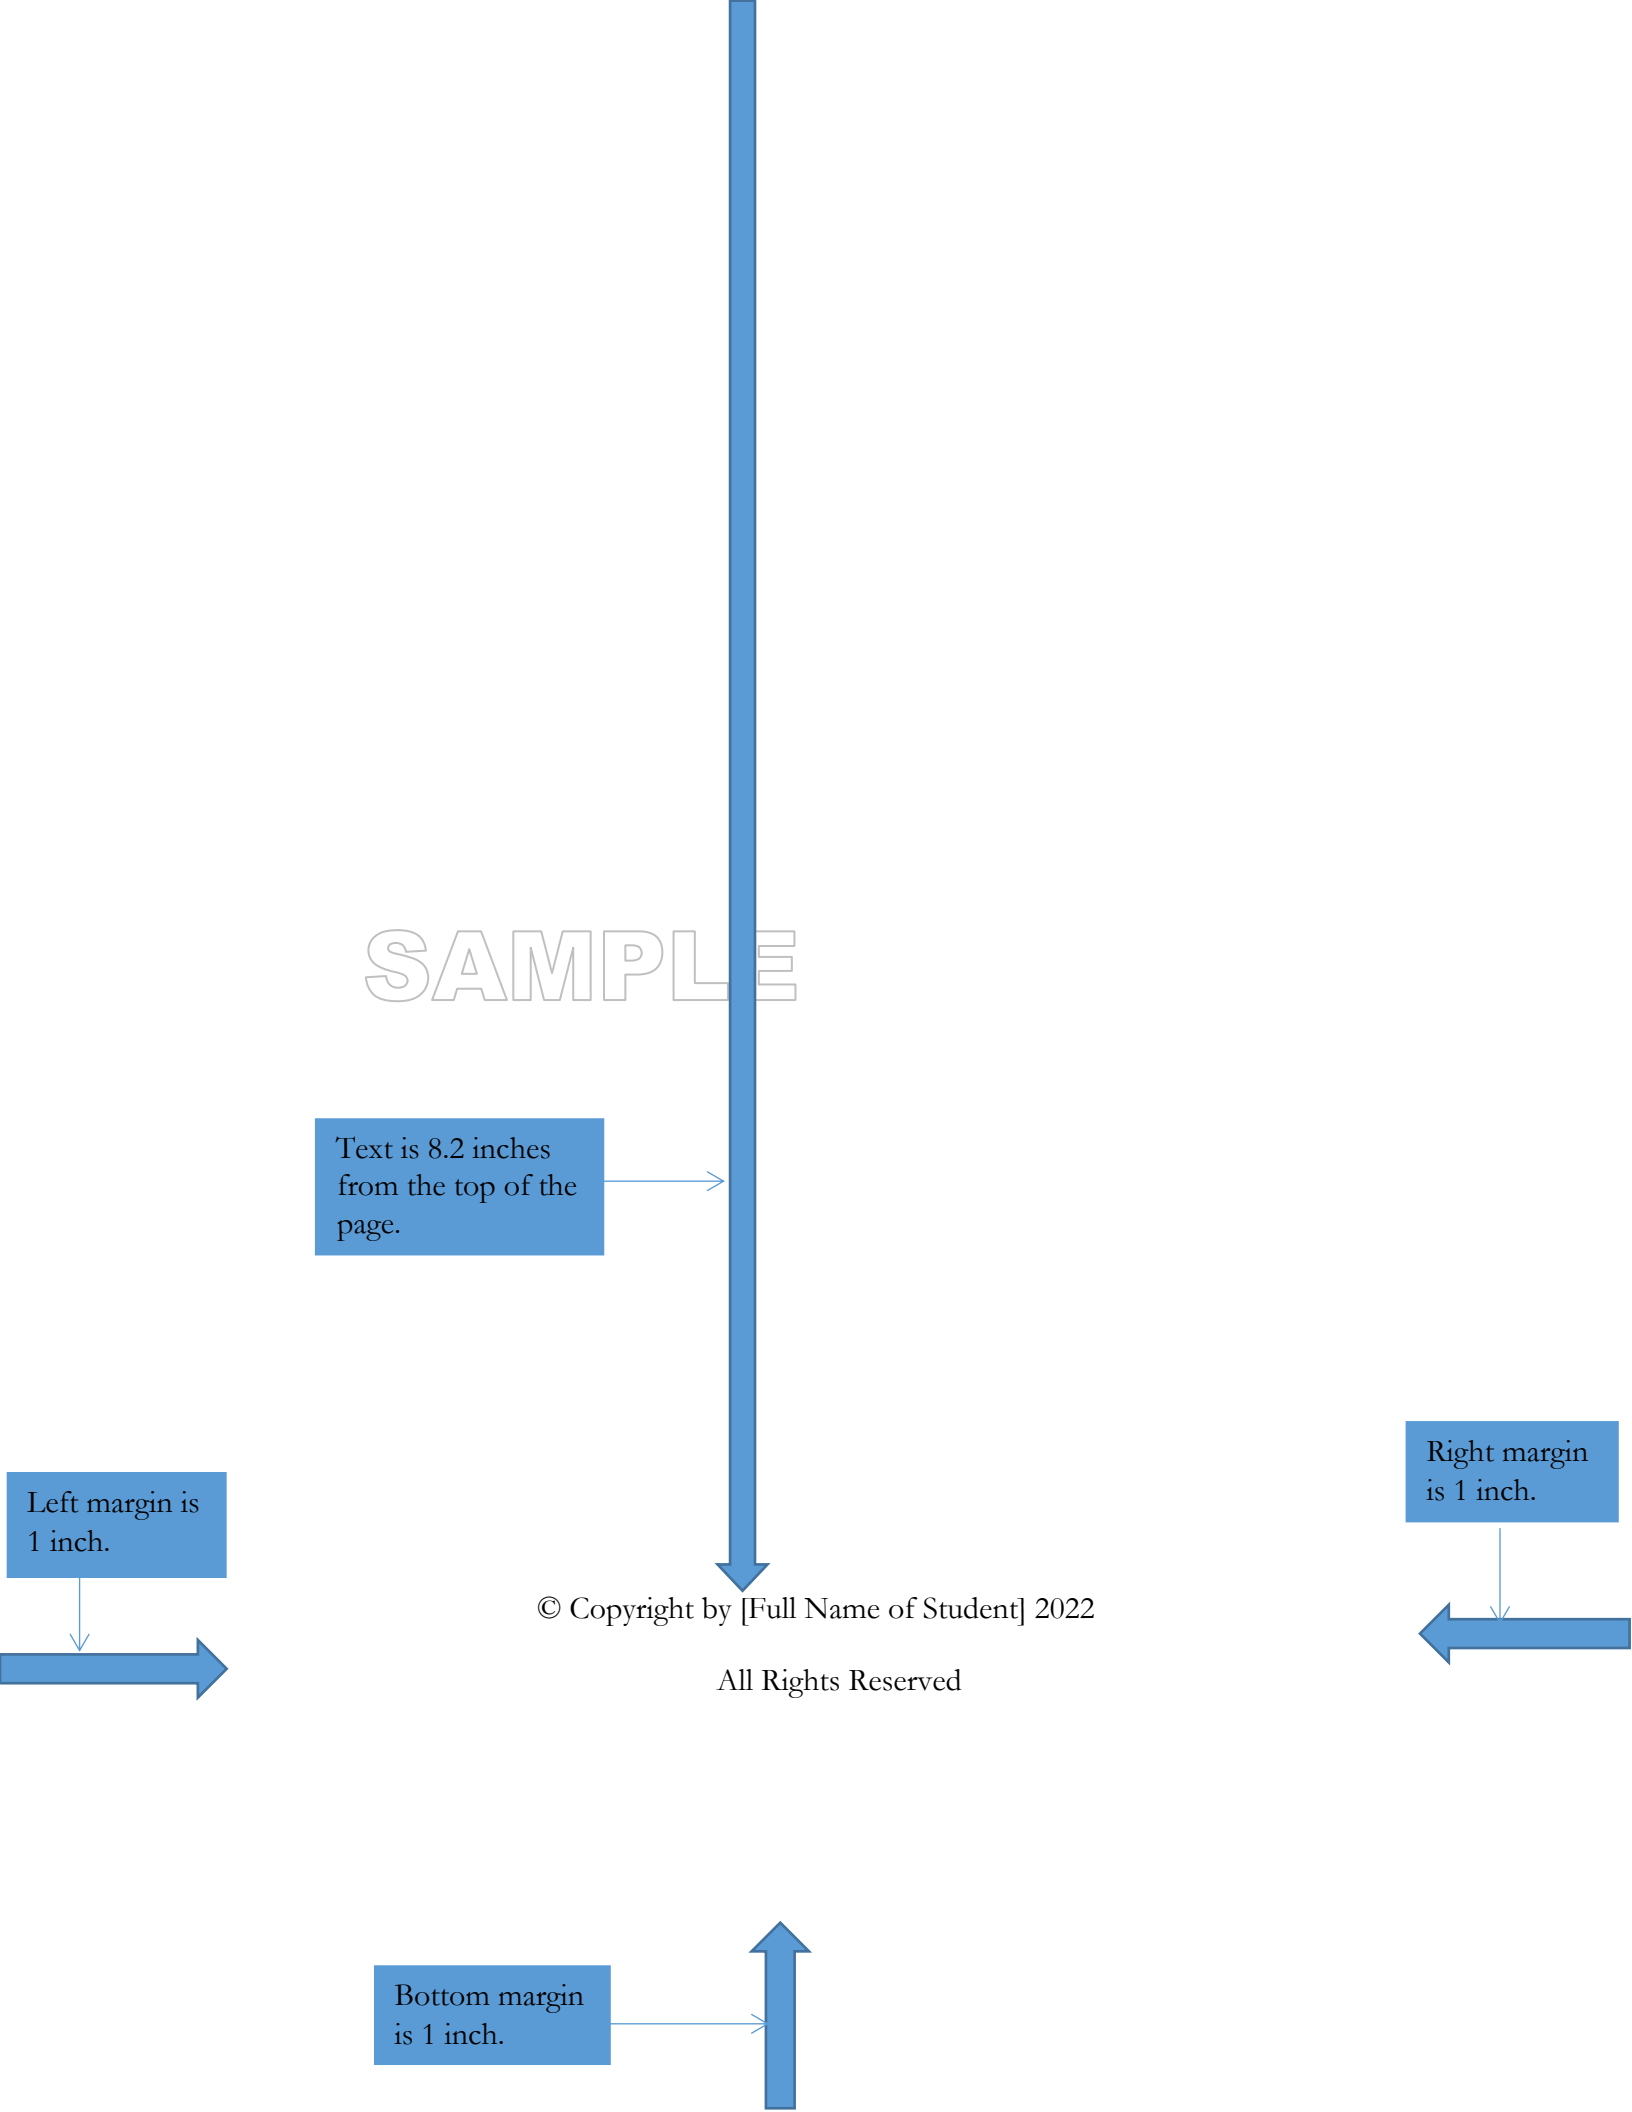 SAMPLE
Text is 8.2 inches
from the top of the
page.
Right margin
is 1 inch.
Left margin is
1 inch.
© Copyright by [Full Name of Student] 2022
All Rights Reserved
Bottom margin
is 1 inch.